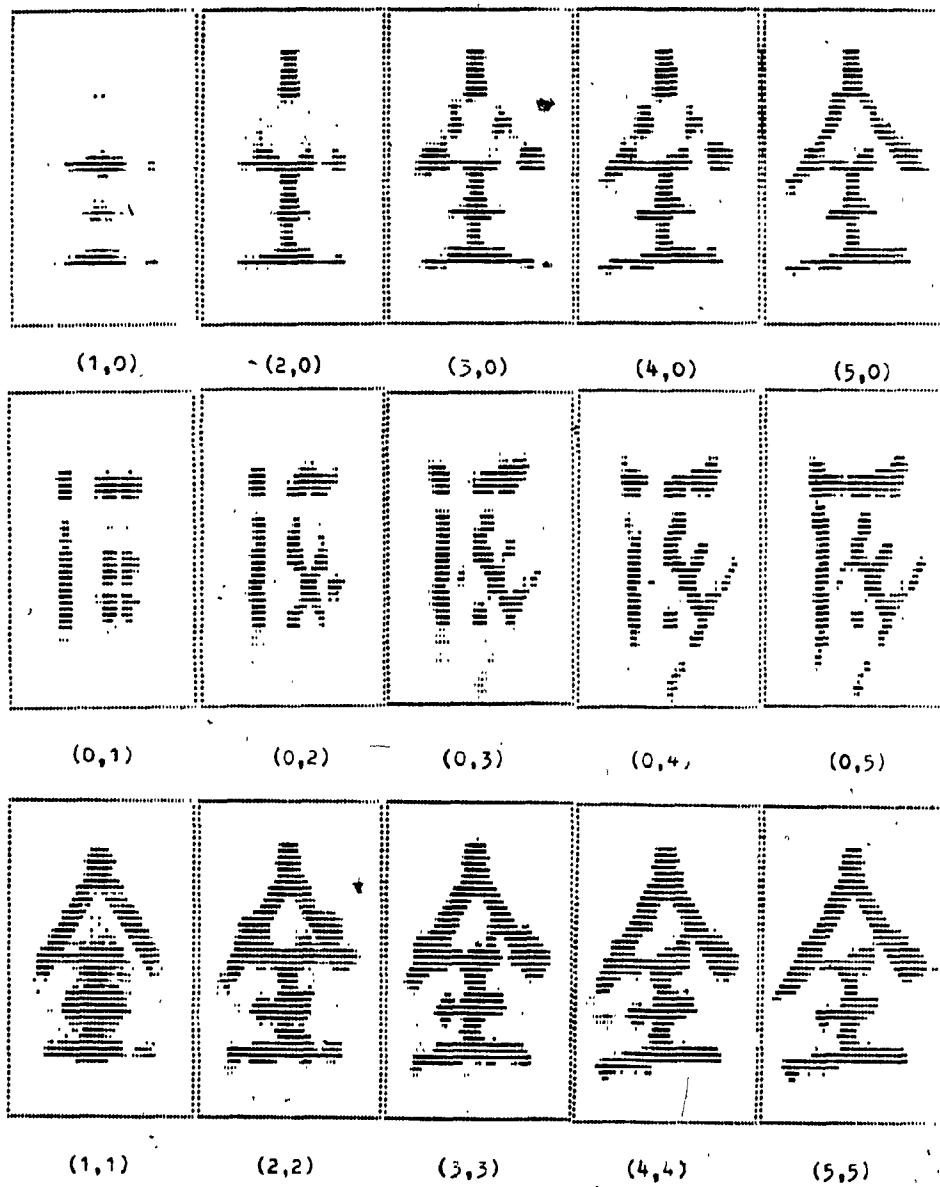 (1,0) (2,0) (3,0) (4,0) (5,0)
(0,1) (0,2) (0,3) (0,4) (0,5)
(1,1) (2,2) (3,3) (4,4) (5,5)